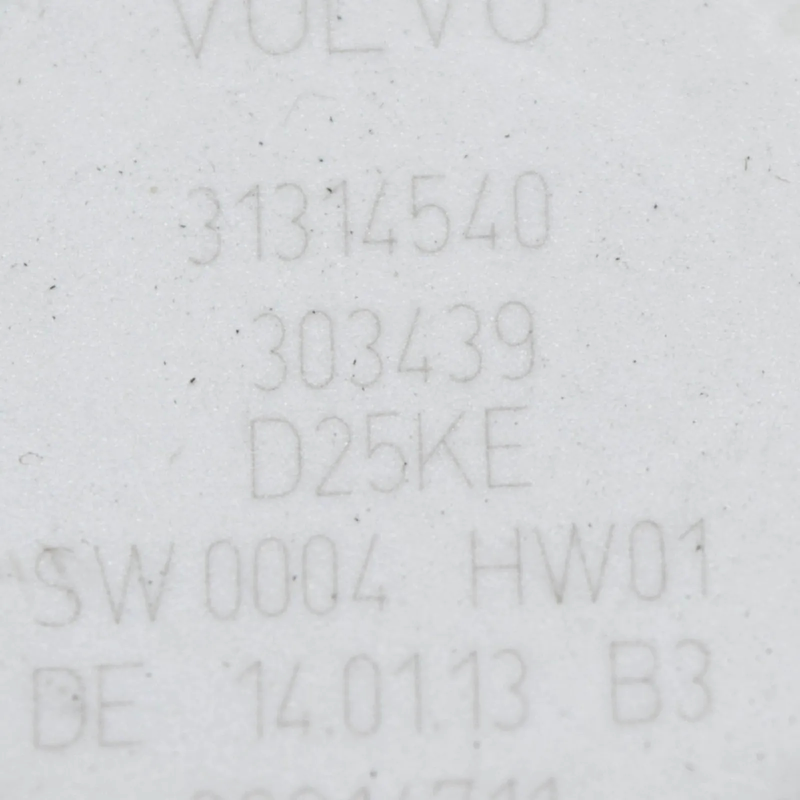 VOLVO
31314540
303439
D25KE
SW 0004 HW01
DE 14.01.13 B3